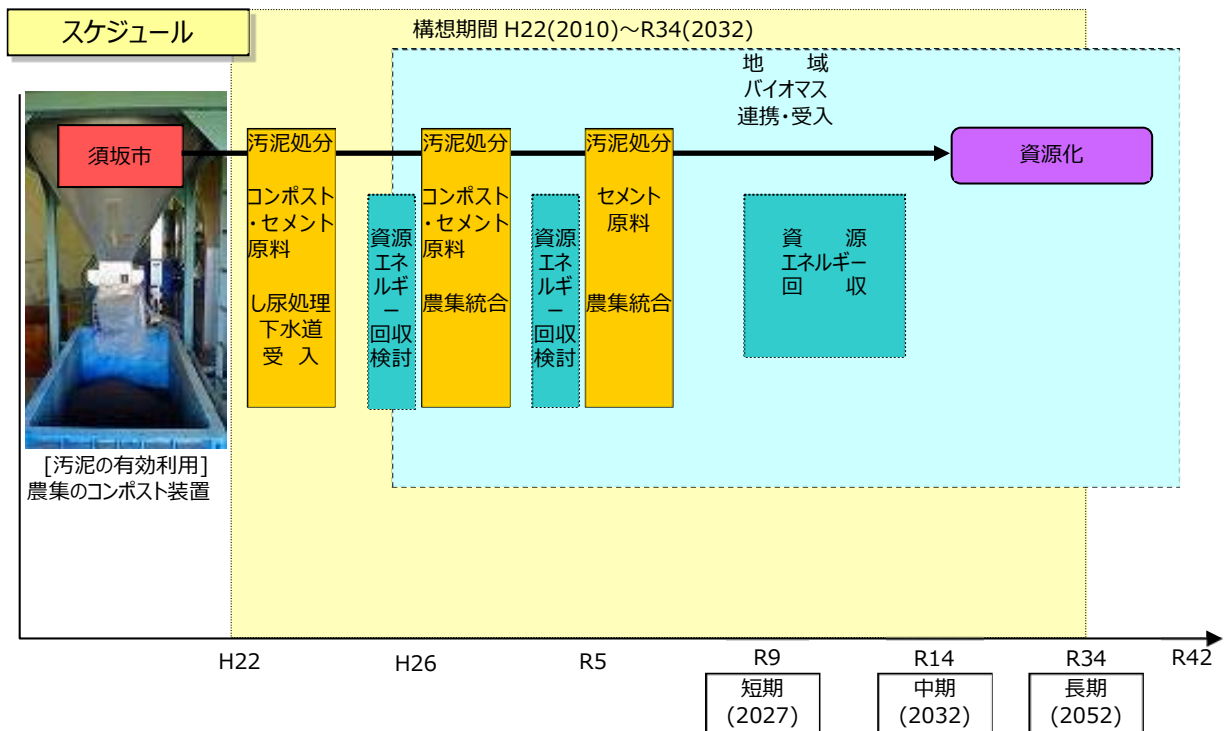 スケジュール
構想期間 H22(2010)～R34(2032)
地 域
バイオマス
連携・受入
須坂市
汚泥処分
コンポスト
・セメント
原料
し尿処理
下水道
受 入
資源
エネ
ルギ
ー
回収
検討
汚泥処分
コンポスト
・セメント
原料
農集統合
資源
エネ
ルギ
ー
回収
検討
汚泥処分
セメント
原料
農集統合
資 源
エネルギー
回 収
資源化
[汚泥の有効利用]
農集のコンポスト装置
H22
H26
R5
R9
R14
R34
R42
短期
(2027)
中期
(2032)
長期
(2052)